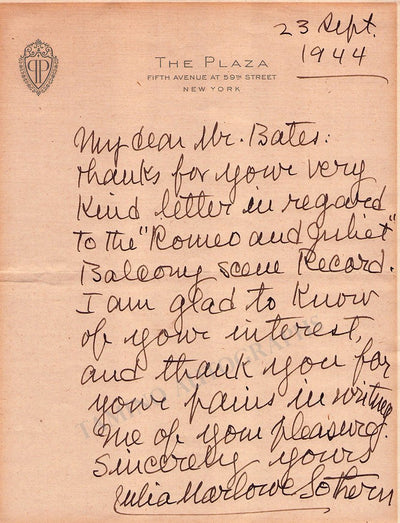 23 Sept.
1944
THE PLAZA
FIFTH AVENUE AT 59TH STREET
NEW YORK
My dear Mr. Bates:
thanks for your very
kind letter in regard
to the "Romeo and Juliet"
Balcony scene Record.
I am glad to know
of your interest,
and thank you for
your pains in writing
me of your pleasure.
Sincerely yours
Julia Marlowe Sothern